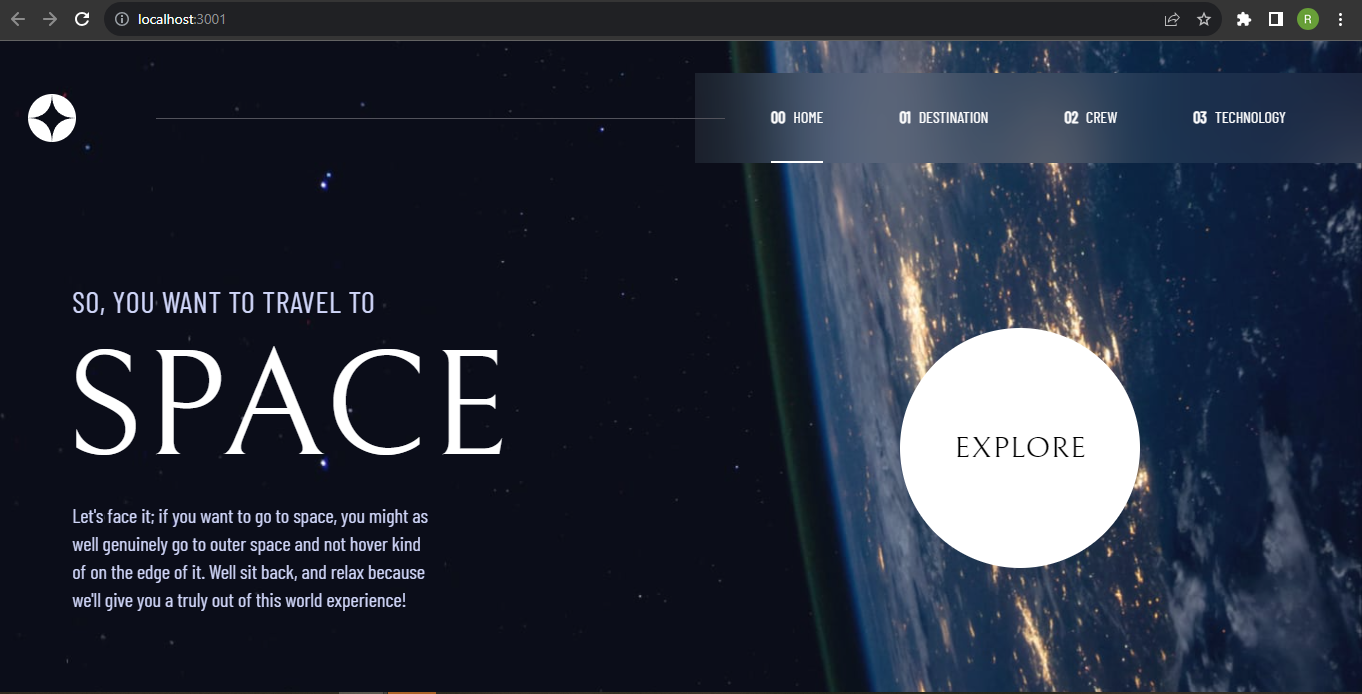 localhost:3001
R
00 HOME 01 DESTINATION 02 CREW 03 TECHNOLOGY
SO, YOU WANT TO TRAVEL TO
SPACE
EXPLORE
Let's face it; if you want to go to space, you might as
well genuinely go to outer space and not hover kind
of on the edge of it. Well sit back, and relax because
we'll give you a truly out of this world experience!